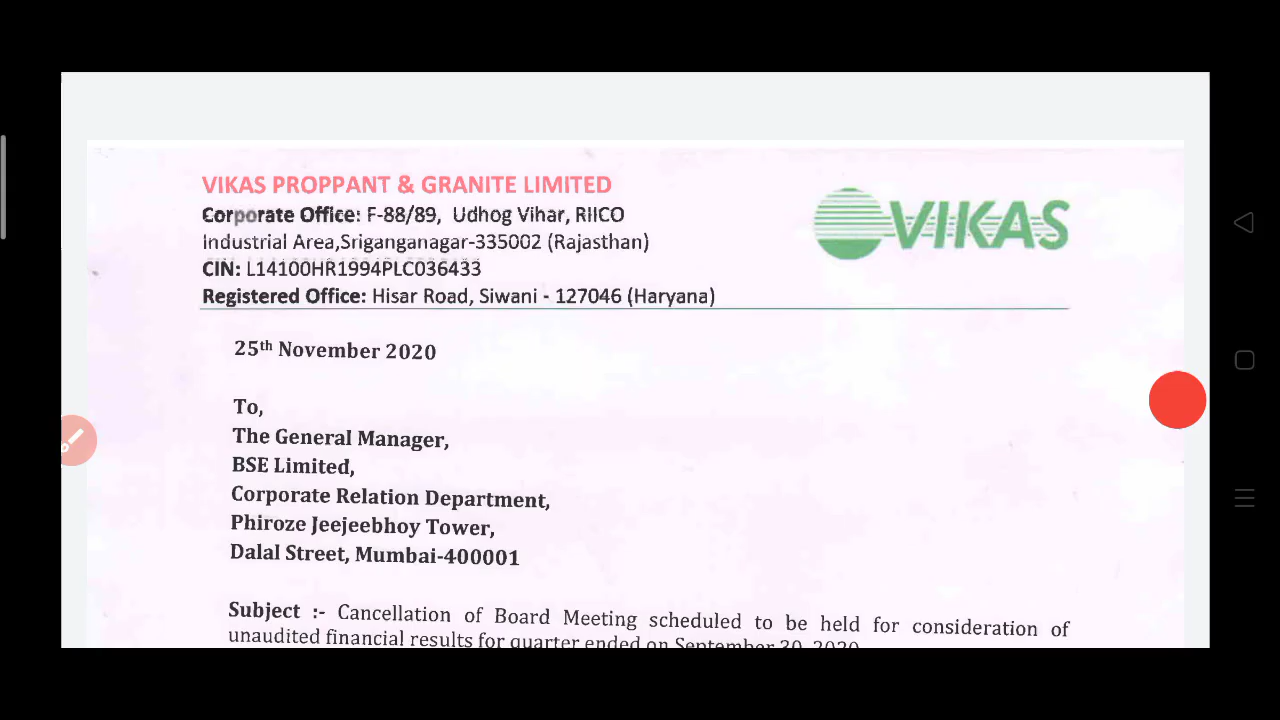 VIKAS PROPPANT & GRANITE LIMITED
Corporate Office: F-88/89, Udhog Vihar, RIICO
Industrial Area,Sriganganagar-335002 (Rajasthan)
CIN: L14100HR1994PLC036433
Registered Office: Hisar Road, Siwani - 127046 (Haryana)
VIKAS
25th November 2020
To,
The General Manager,
BSE Limited,
Corporate Relation Department,
Phiroze Jeejeebhoy Tower,
Dalal Street, Mumbai-400001
Subject :- Cancellation of Board Meeting scheduled to be held for consideration of
unaudited financial results for quarter ended on September 30, 2020